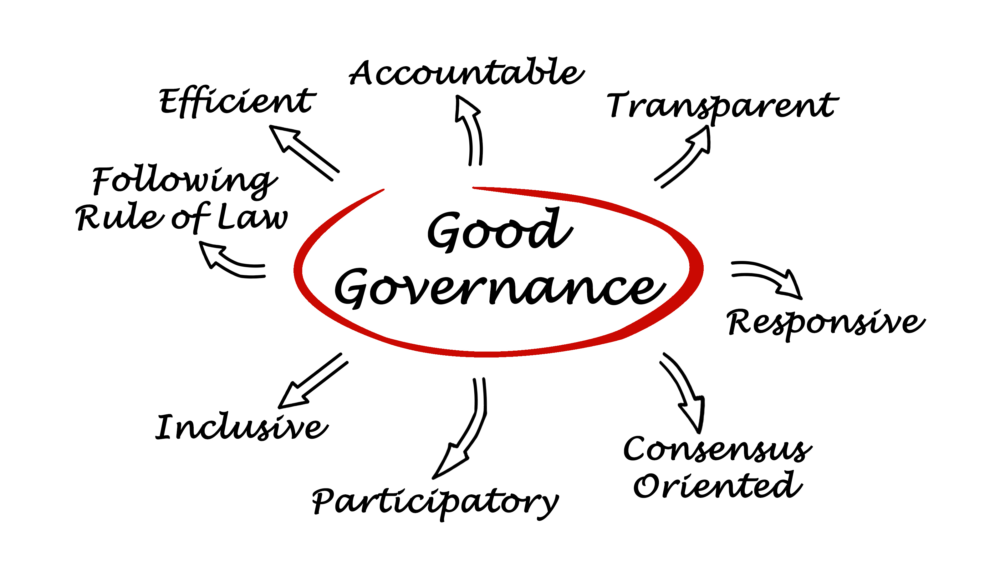 Accountable
Efficient
Transparent
Following
Rule of Law
Good
Governance
Responsive
Inclusive
Consensus
Oriented
Participatory